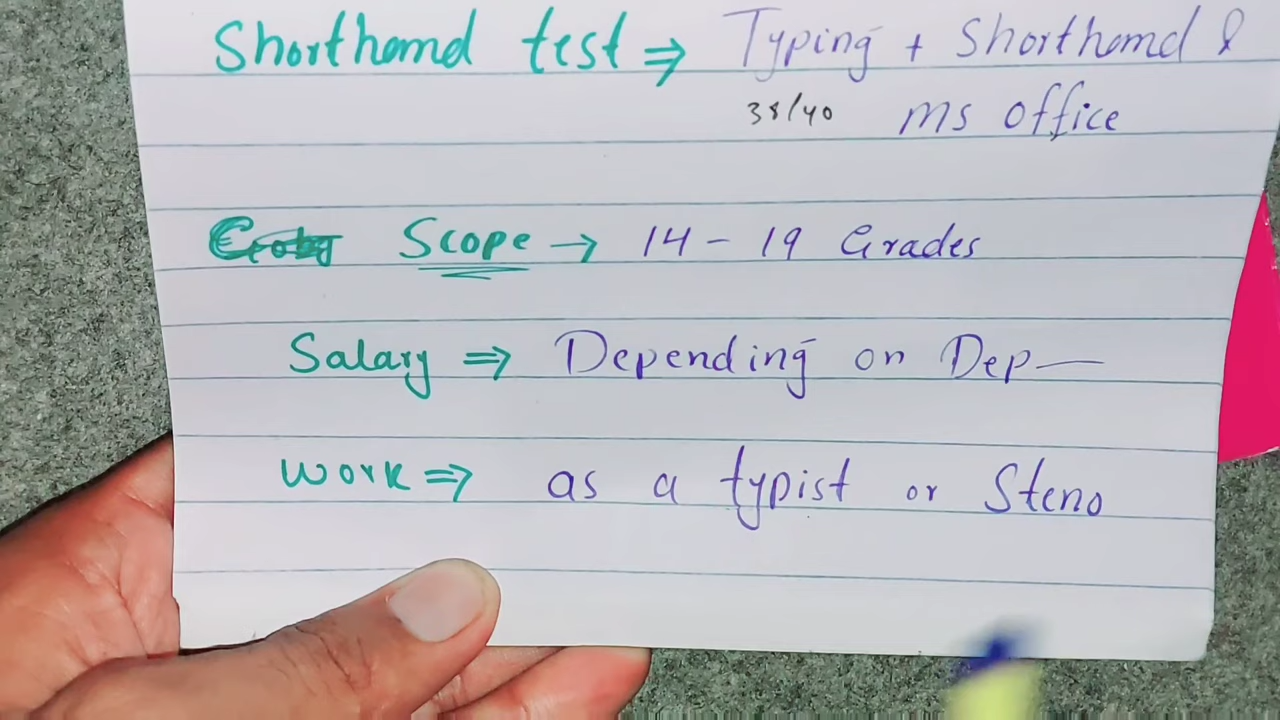 Shorthand test ⇒ Typing + Shorthand &
38/40 ms office
Scope → 14 - 19 Grades
Salary ⇒ Depending on Dep—
Work ⇒ as a typist or Steno